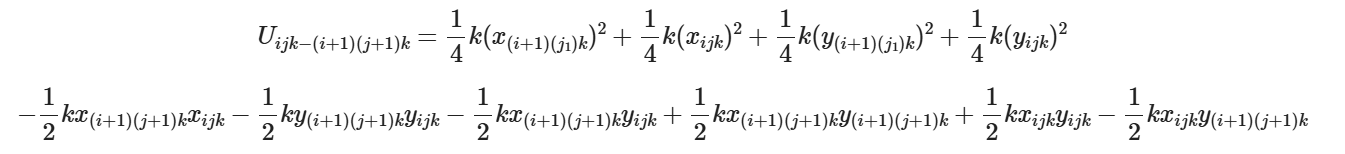 U_{ijk-(i+1)(j+1)k} = \frac{1}{4}k(x_{(i+1)(j_1)k})^2 + \frac{1}{4}k(x_{ijk})^2 + \frac{1}{4}k(y_{(i+1)(j_1)k})^2 + \frac{1}{4}k(y_{ijk})^2
-\frac{1}{2}kx_{(i+1)(j+1)k}x_{ijk} - \frac{1}{2}ky_{(i+1)(j+1)k}y_{ijk} - \frac{1}{2}kx_{(i+1)(j+1)k}y_{ijk} + \frac{1}{2}kx_{(i+1)(j+1)k}y_{(i+1)(j+1)k} + \frac{1}{2}kx_{ijk}y_{ijk} - \frac{1}{2}kx_{ijk}y_{(i+1)(j+1)k}